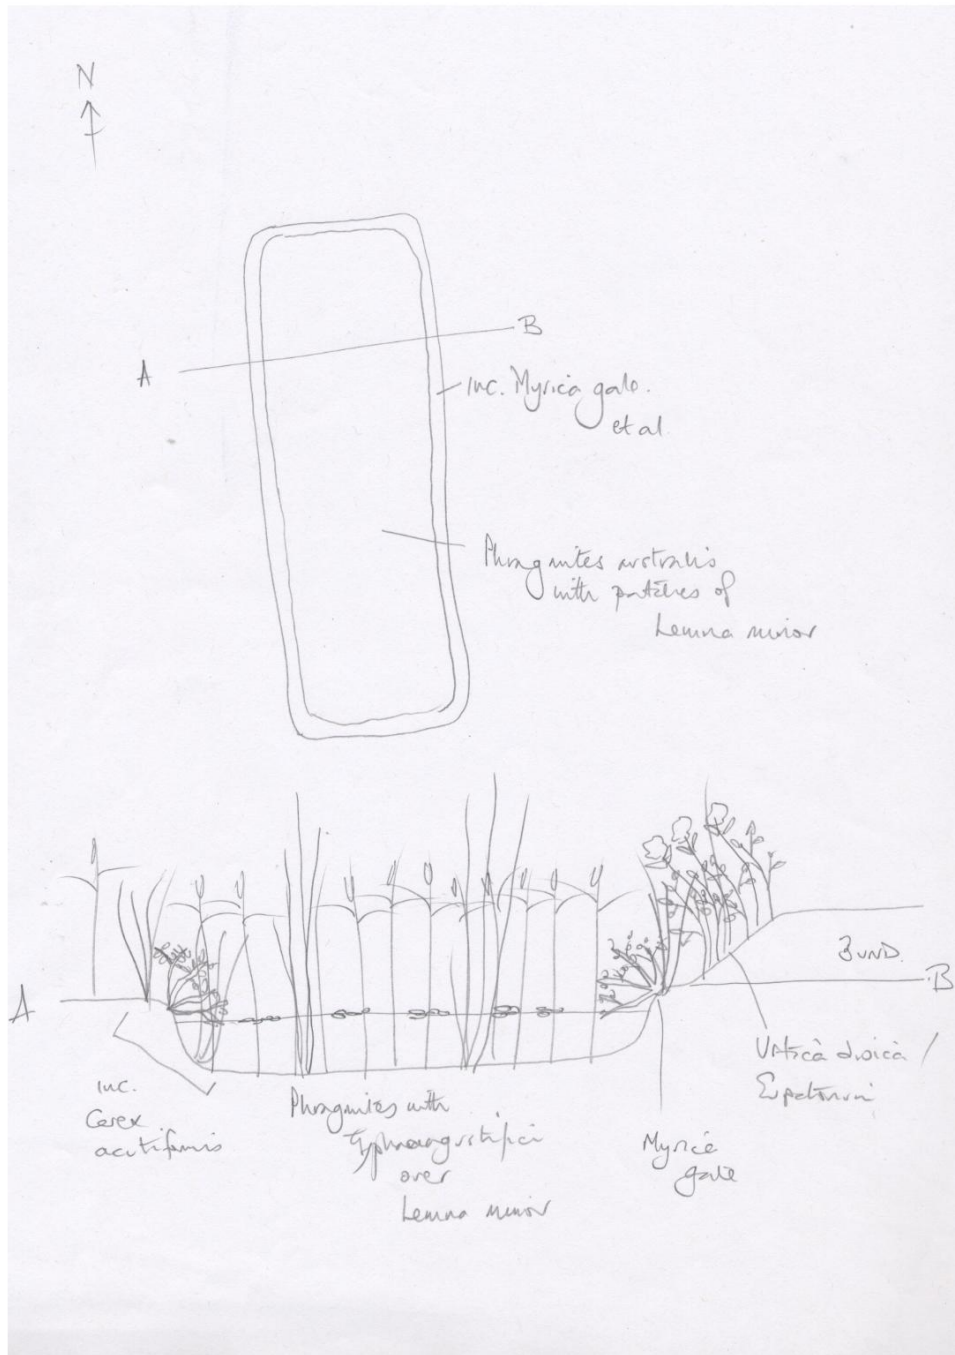 N
A
B
Inc. Myrica gale.
et al.
Phragmites australis
with patches of
Lemna minor
BUND.
A
B
Urtica dioica /
inc.
Carex
acutiformis
Phragmites with
Typha angustifolia
over
Lemna minor
Myrica
gale